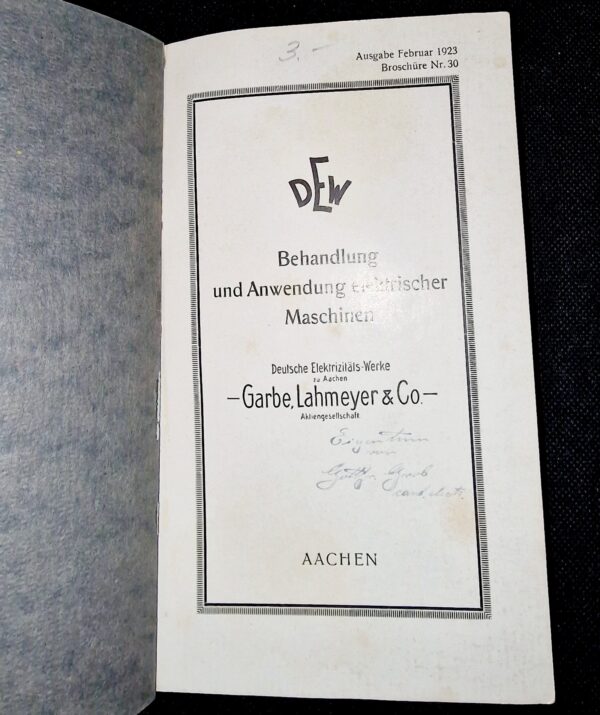 3.-
Ausgabe Februar 1923
Broschüre Nr. 30
DEW
Behandlung
und Anwendung elektrischer
Maschinen
Deutsche Elektrizitäts-Werke
zu Aachen
-Garbe, Lahmeyer & Co.-
Aktiengesellschaft
Eigentum
von
AACHEN